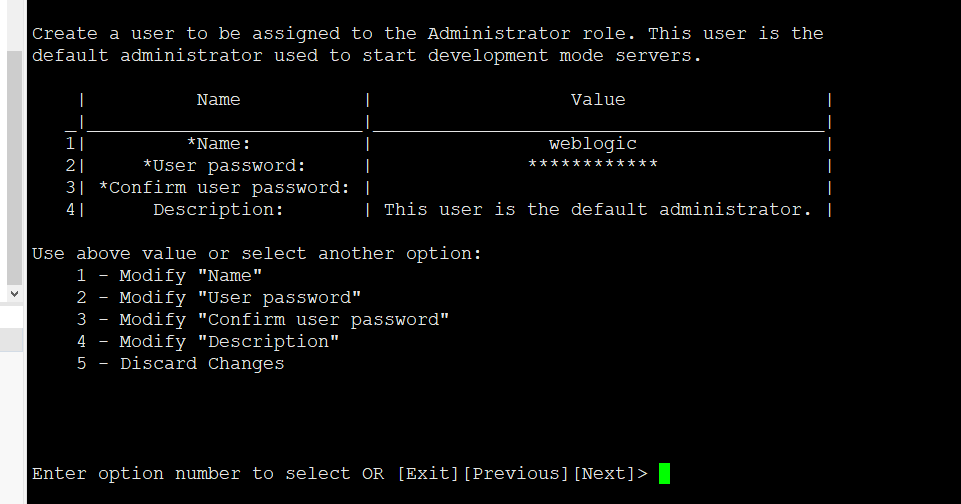 Create a user to be assigned to the Administrator role. This user is the
default administrator used to start development mode servers.
| Name | Value |
_|__________________________|__________________________________________|
1| *Name: | weblogic |
2| *User password: | ************ |
3| *Confirm user password: | |
4| Description: | This user is the default administrator. |
Use above value or select another option:
1 - Modify "Name"
2 - Modify "User password"
3 - Modify "Confirm user password"
4 - Modify "Description"
5 - Discard Changes
Enter option number to select OR [Exit][Previous][Next]>